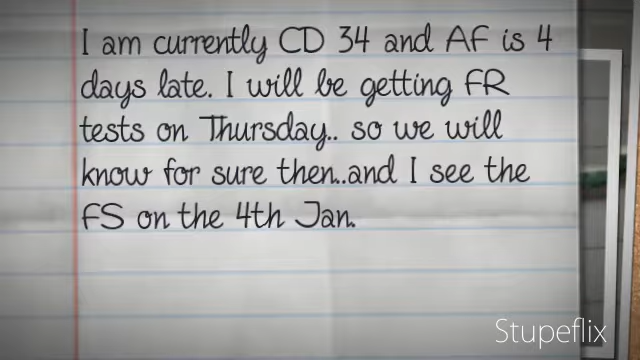 I am currently CD 34 and AF is 4
days late. I will be getting FR
tests on Thursday.. so we will
know for sure then..and I see the
FS on the 4th Jan.
Stupeflix